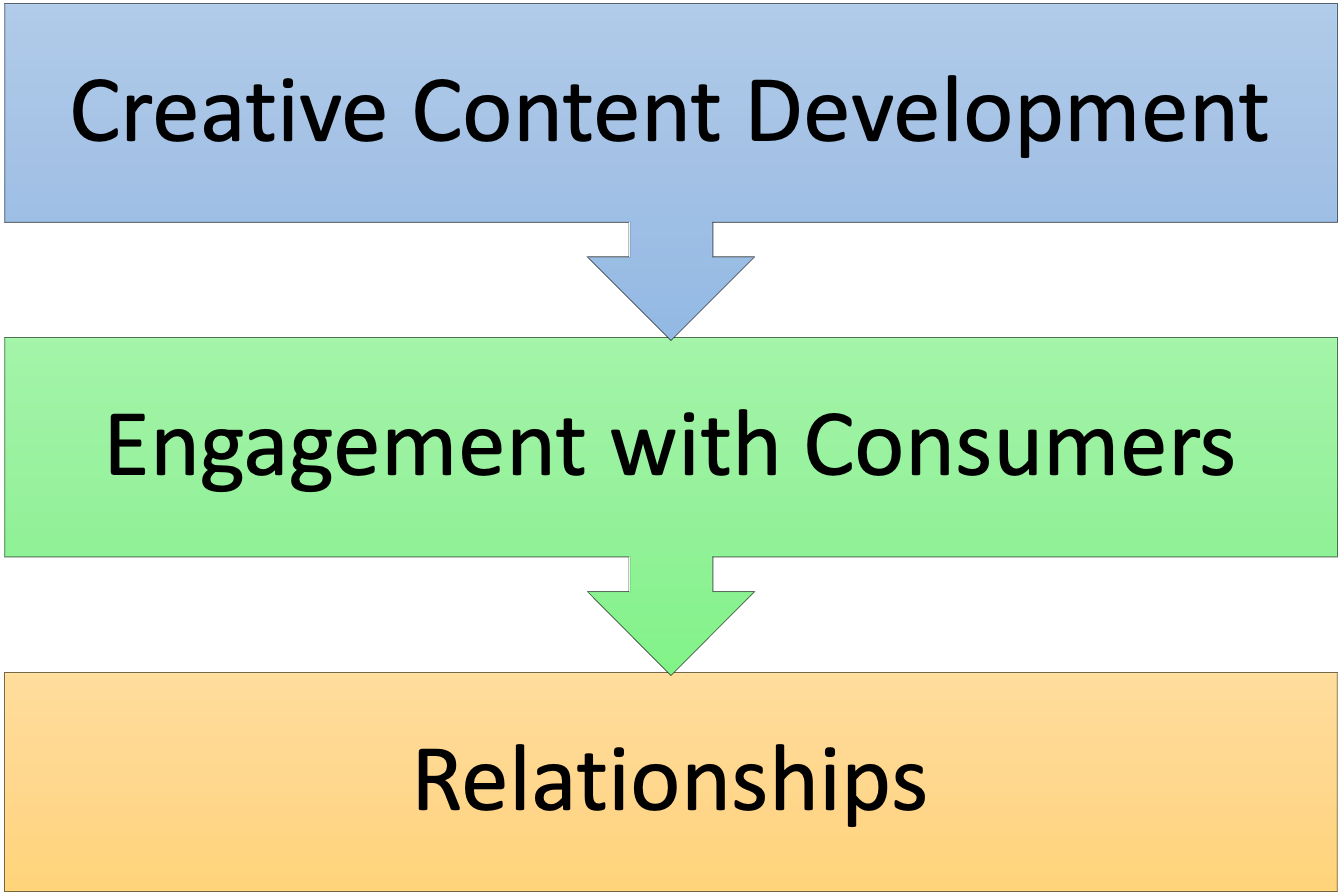 Creative Content Development
Engagement with Consumers
Relationships